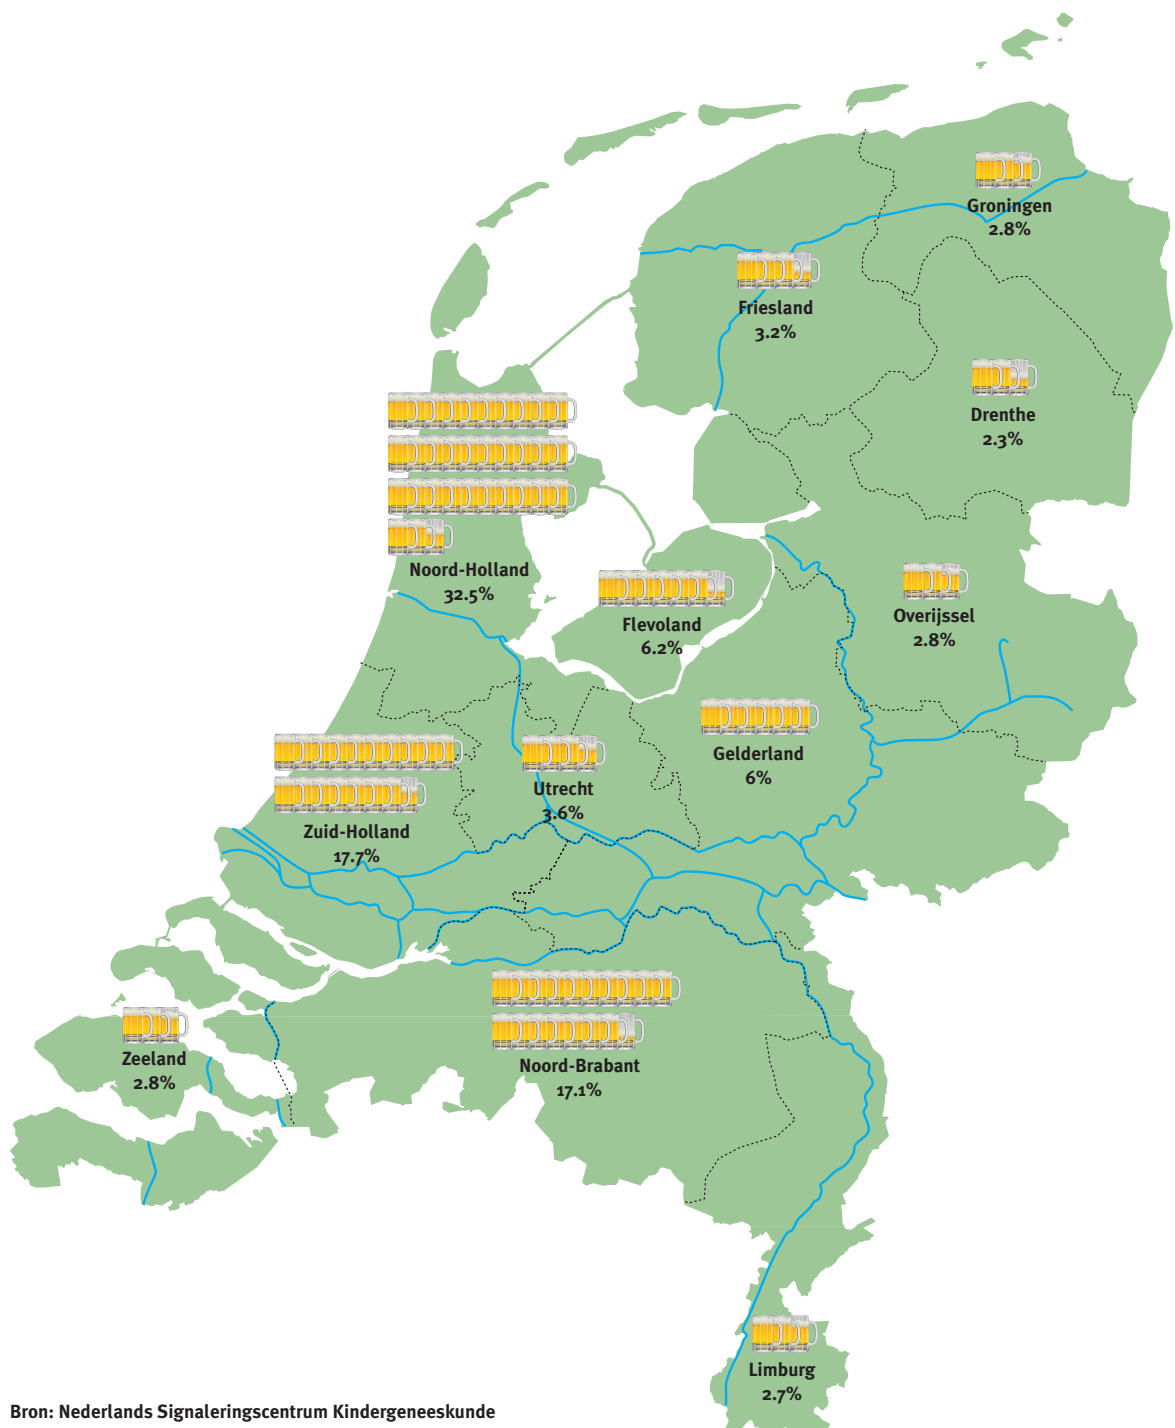 Groningen
2.8%
Friesland
3.2%
Drenthe
2.3%
Noord-Holland
32.5%
Flevoland
6.2%
Overijssel
2.8%
Gelderland
6%
Utrecht
3.6%
Zuid-Holland
17.7%
Noord-Brabant
17.1%
Zeeland
2.8%
Limburg
2.7%
Bron: Nederlands Signaleringscentrum Kindergeneeskunde